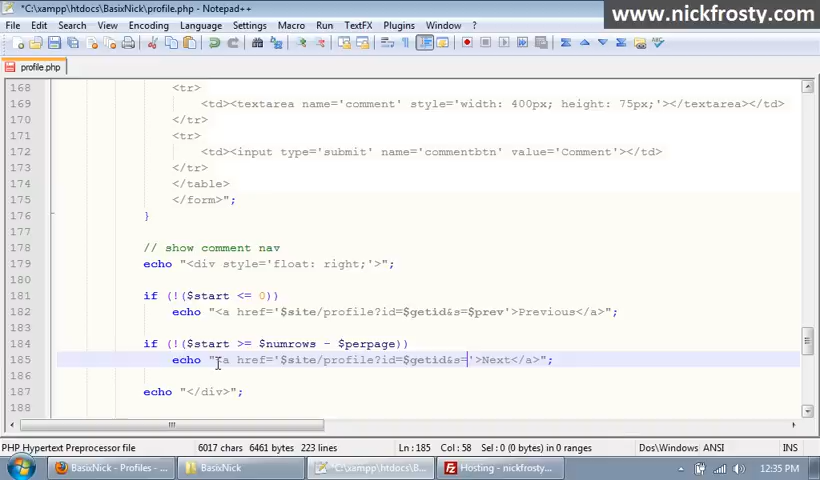 *C:\xampp\htdocs\BasixNick\profile.php - Notepad++
www.nickfrosty.com
File Edit Search View Encoding Language Settings Macro Run TextFX Plugins Window ?
profile.php
168 <tr>
169 <td><textarea name='comment' style='width: 400px; height: 75px;'></textarea></td>
170 </tr>
171 <tr>
172 <td><input type='submit' name='commentbtn' value='Comment'></td>
173 </tr>
174 </table>
175 </form>";
176 }
177
178 // show comment nav
179 echo "<div style='float: right;'>";
180
181 if (!($start <= 0))
182 echo "<a href='$site/profile?id=$getid&s=$prev'>Previous</a>";
183
184 if (!($start >= $numrows - $perpage))
185 echo "<a href='$site/profile?id=$getid&s='>Next</a>";
186
187 echo "</div>";
188
PHP Hypertext Preprocessor file 6017 chars 6461 bytes 223 lines Ln : 185 Col : 58 Sel : 0 (0 bytes) in 0 ranges Dos\Windows ANSI INS
BasixNick - Profiles - ... BasixNick *C:\xampp\htdocs\B... Hosting - nickfrosty... 12:35 PM